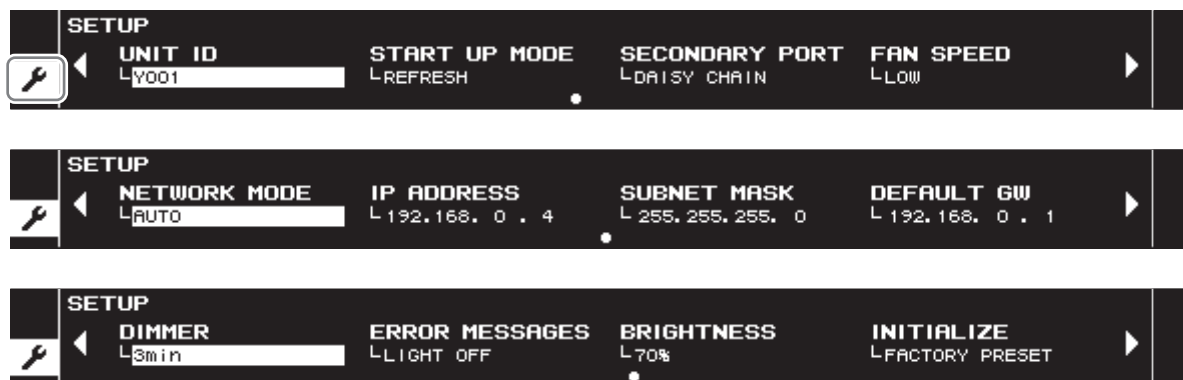 SETUP
UNIT ID START UP MODE SECONDARY PORT FAN SPEED
Y001 REFRESH DAISY CHAIN LOW
SETUP
NETWORK MODE IP ADDRESS SUBNET MASK DEFAULT GW
AUTO 192.168. 0 . 4 255.255.255. 0 192.168. 0 . 1
SETUP
DIMMER ERROR MESSAGES BRIGHTNESS INITIALIZE
3min LIGHT OFF 70% FACTORY PRESET